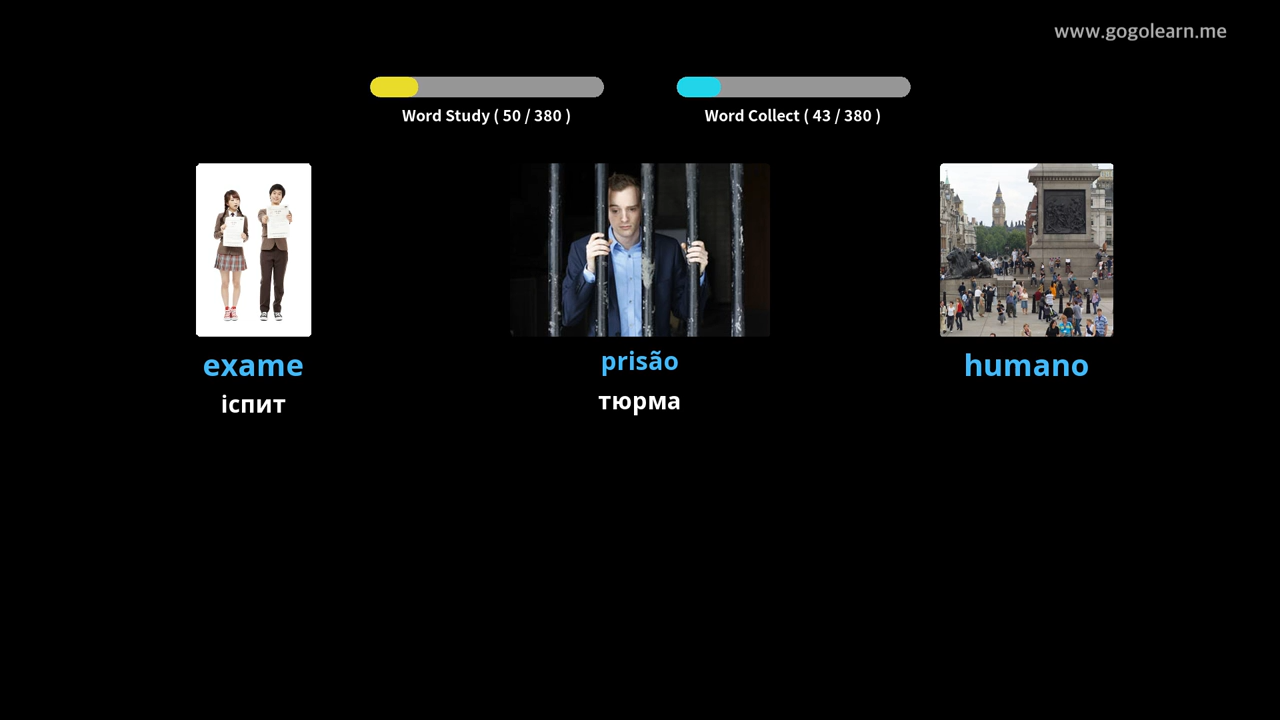 www.gogolearn.me
Word Study ( 50 / 380 )
Word Collect ( 43 / 380 )
exame
іспит
prisão
тюрма
humano